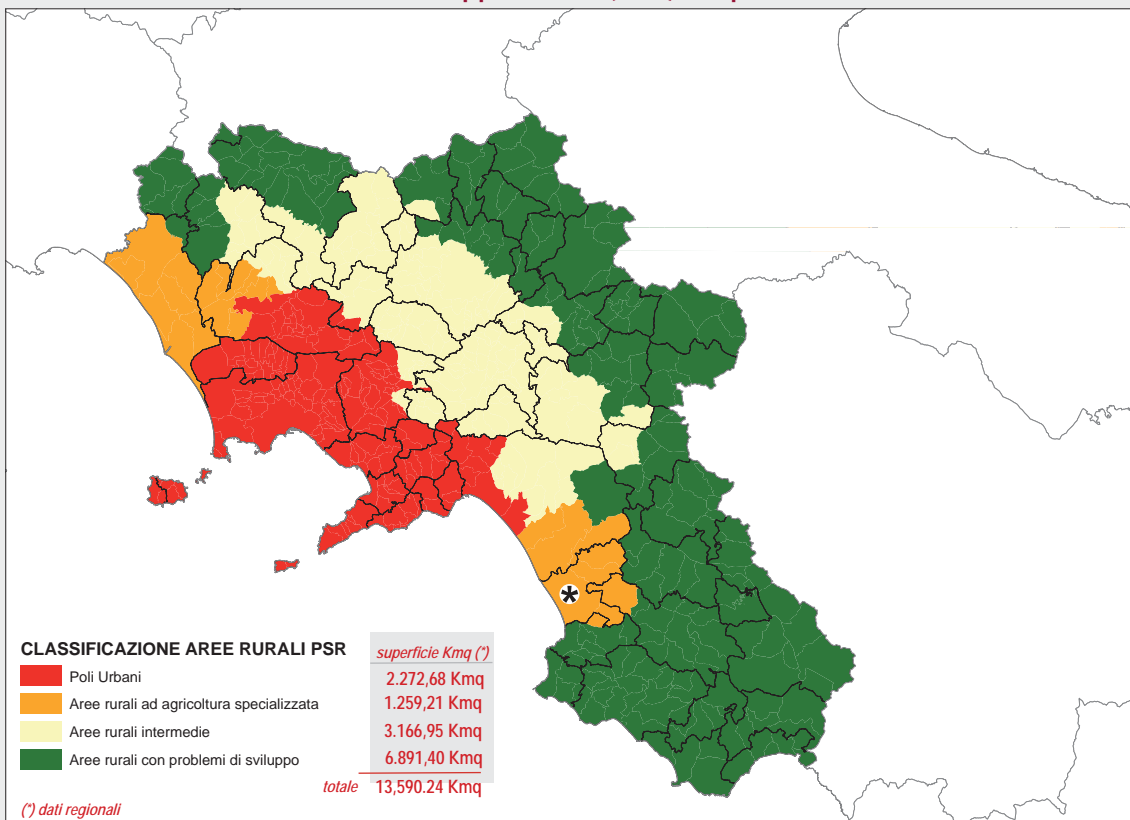 CLASSIFICAZIONE AREE RURALI PSR
superficie Kmq (*)
Poli Urbani 2.272,68 Kmq
Aree rurali ad agricoltura specializzata 1.259,21 Kmq
Aree rurali intermedie 3.166,95 Kmq
Aree rurali con problemi di sviluppo 6.891,40 Kmq
totale 13,590.24 Kmq
(*) dati regionali
*